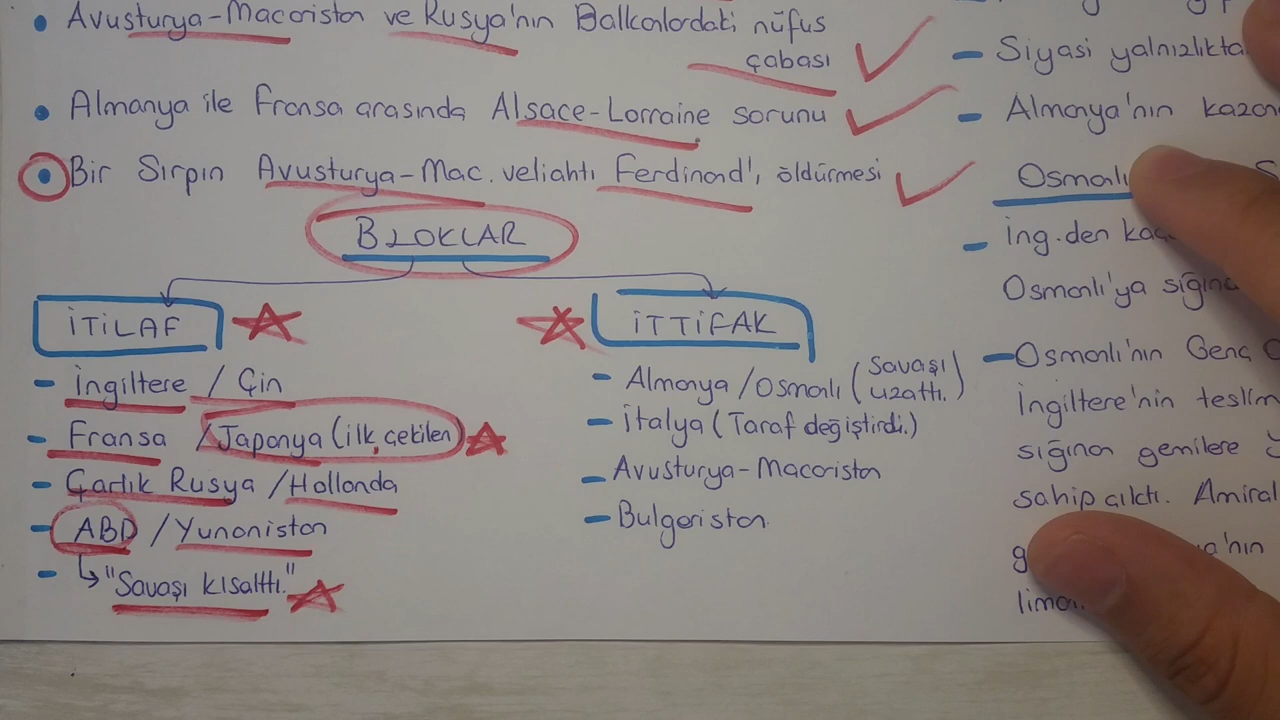 • Avusturya-Macaristan ve Rusya'nın Balkanlardaki nüfus
çabası
• Almanya ile Fransa arasında Alsace-Lorraine sorunu
• Bir Sırpın Avusturya-Mac. veliahtı Ferdinand'ı öldürmesi
BLOKLAR
İTİLAF
- İngiltere / Çin
- Fransa / Japonya (ilk çekilen)
- Çarlık Rusya / Hollanda
- ABD / Yunanistan
- ↳ "Savaşı kısalttı."
İTTİFAK
- Almanya / Osmanlı (Savaşı uzattı.)
- İtalya (Taraf değiştirdi.)
- Avusturya-Macaristan
- Bulgaristan.
- Siyasi yalnızlıkta
- Almanya'nın kazan
Osmanlı
- İng.den
Osmanlı'ya sığına
- Osmanlı'nın Genç
İngiltere'nin teslim
sığınan gemilere
sahip çıktı. Amiral